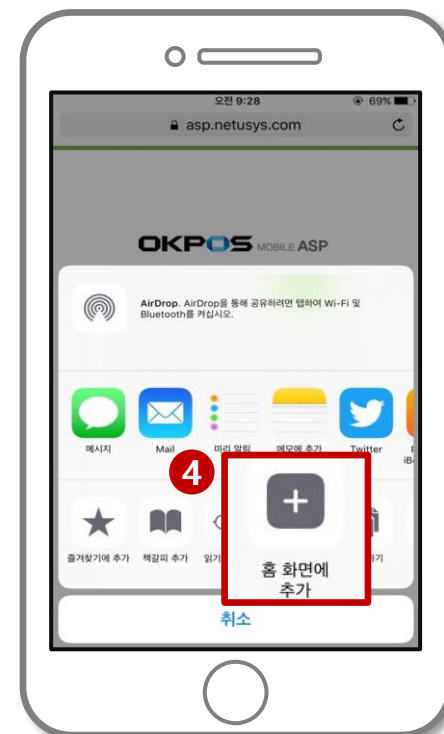 오전 9:28
69%
asp.netusys.com
OKPOS MOBILE ASP
AirDrop. AirDrop을 통해 공유하려면 탭하여 Wi-Fi 및
Bluetooth를 켜십시오.
메시지
Mail
미리 알림
메모에 추가
Twitter
4
즐겨찾기에 추가
책갈피 추가
홈 화면에
추가
취소